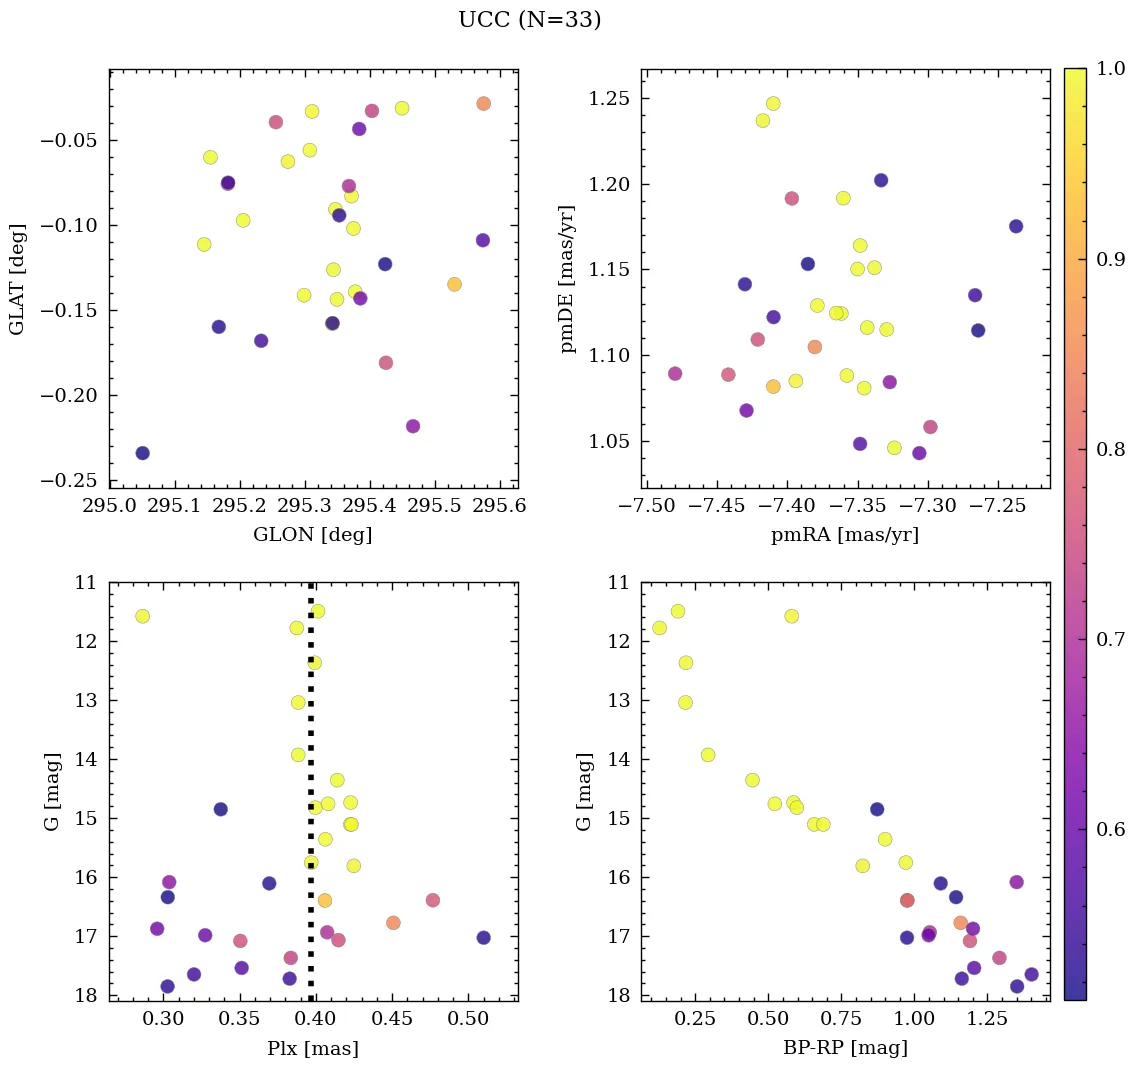 UCC (N=33)
−0.05
−0.10
−0.15
−0.20
−0.25
GLAT [deg]
295.0 295.1 295.2 295.3 295.4 295.5 295.6
GLON [deg]
1.25
1.20
1.15
1.10
1.05
pmDE [mas/yr]
−7.50 −7.45 −7.40 −7.35 −7.30 −7.25
pmRA [mas/yr]
11
12
13
14
15
16
17
18
G [mag]
0.30 0.35 0.40 0.45 0.50
Plx [mas]
11
12
13
14
15
16
17
18
G [mag]
0.25 0.50 0.75 1.00 1.25
BP-RP [mag]
1.0
0.9
0.8
0.7
0.6